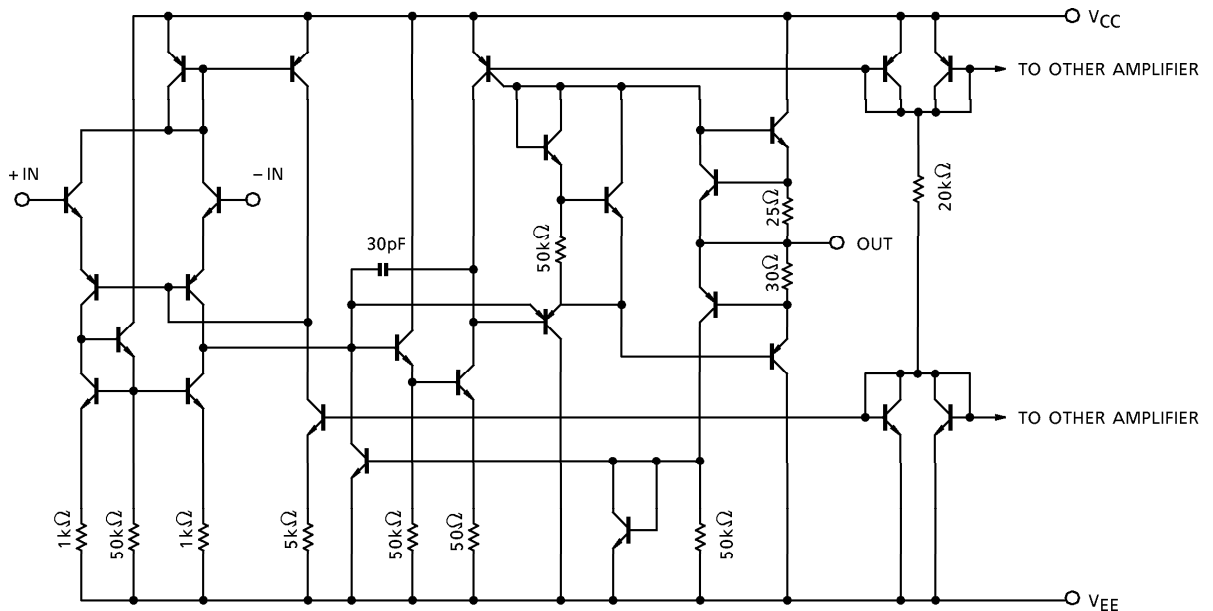 VCC
TO OTHER AMPLIFIER
+ IN
– IN
25Ω
20kΩ
30pF
50kΩ
OUT
30Ω
TO OTHER AMPLIFIER
1kΩ
50kΩ
1kΩ
5kΩ
50kΩ
50Ω
50kΩ
VEE